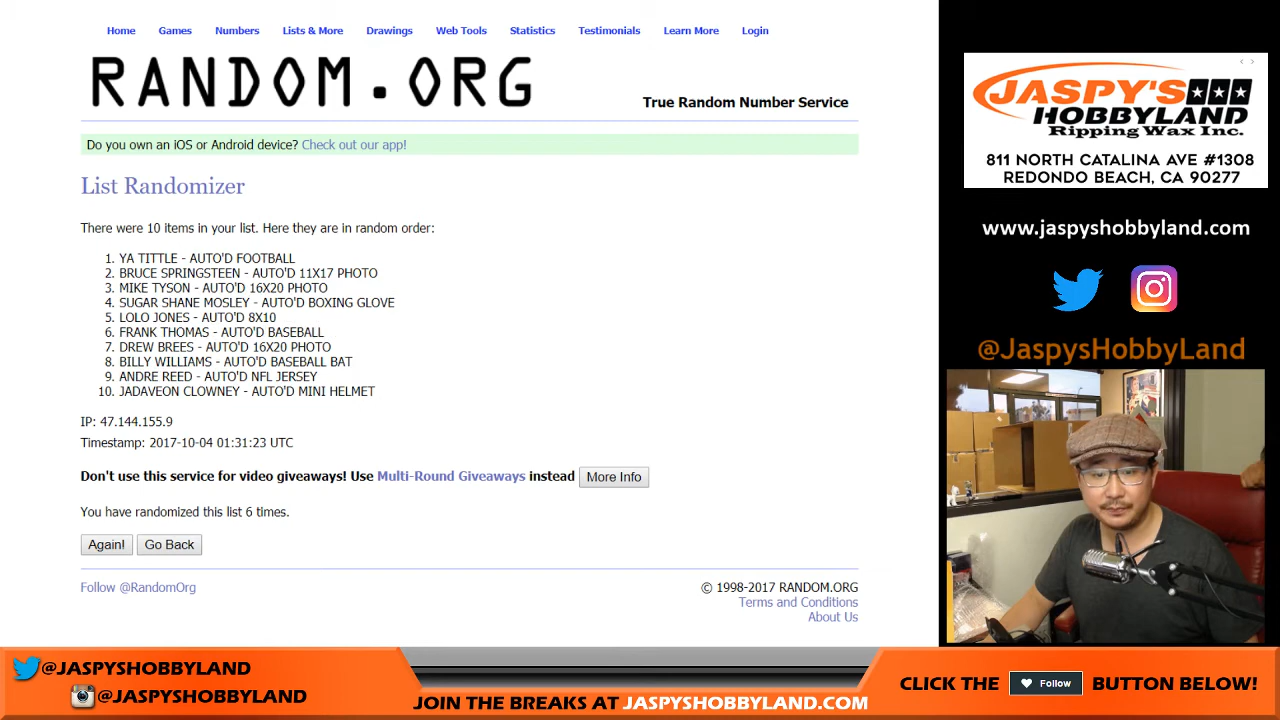 Home Games Numbers Lists & More Drawings Web Tools Statistics Testimonials Learn More Login
RANDOM.ORG
True Random Number Service
Do you own an iOS or Android device? Check out our app!
List Randomizer
There were 10 items in your list. Here they are in random order:
1. YA TITTLE - AUTO'D FOOTBALL
2. BRUCE SPRINGSTEEN - AUTO'D 11X17 PHOTO
3. MIKE TYSON - AUTO'D 16X20 PHOTO
4. SUGAR SHANE MOSLEY - AUTO'D BOXING GLOVE
5. LOLO JONES - AUTO'D 8X10
6. FRANK THOMAS - AUTO'D BASEBALL
7. DREW BREES - AUTO'D 16X20 PHOTO
8. BILLY WILLIAMS - AUTO'D BASEBALL BAT
9. ANDRE REED - AUTO'D NFL JERSEY
10. JADAVEON CLOWNEY - AUTO'D MINI HELMET
IP: 47.144.155.9
Timestamp: 2017-10-04 01:31:23 UTC
Don't use this service for video giveaways! Use Multi-Round Giveaways instead More Info
You have randomized this list 6 times.
Again! Go Back
Follow @RandomOrg
© 1998-2017 RANDOM.ORG
Terms and Conditions
About Us
JASPY'S
HOBBYLAND
Ripping Wax Inc.
811 NORTH CATALINA AVE #1308
REDONDO BEACH, CA 90277
www.jaspyshobbyland.com
@JaspysHobbyLand
@JASPYSHOBBYLAND
@JASPYSHOBBYLAND
JOIN THE BREAKS AT JASPYSHOBBYLAND.COM
CLICK THE Follow BUTTON BELOW!